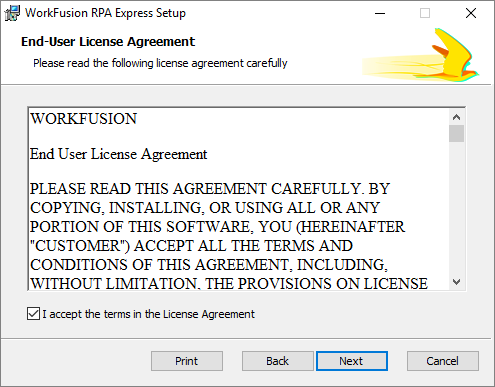 WorkFusion RPA Express Setup
End-User License Agreement
Please read the following license agreement carefully
WORKFUSION
End User License Agreement
PLEASE READ THIS AGREEMENT CAREFULLY. BY
COPYING, INSTALLING, OR USING ALL OR ANY
PORTION OF THIS SOFTWARE, YOU (HEREINAFTER
"CUSTOMER") ACCEPT ALL THE TERMS AND
CONDITIONS OF THIS AGREEMENT, INCLUDING,
WITHOUT LIMITATION, THE PROVISIONS ON LICENSE
I accept the terms in the License Agreement
Print Back Next Cancel